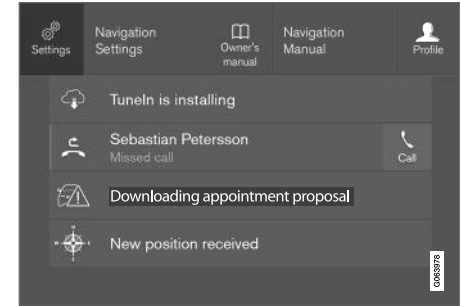 Settings
Navigation
Settings
Owner's
manual
Navigation
Manual
Profile
TuneIn is installing
Sebastian Petersson
Missed call
Call
Downloading appointment proposal
New position received
G063978